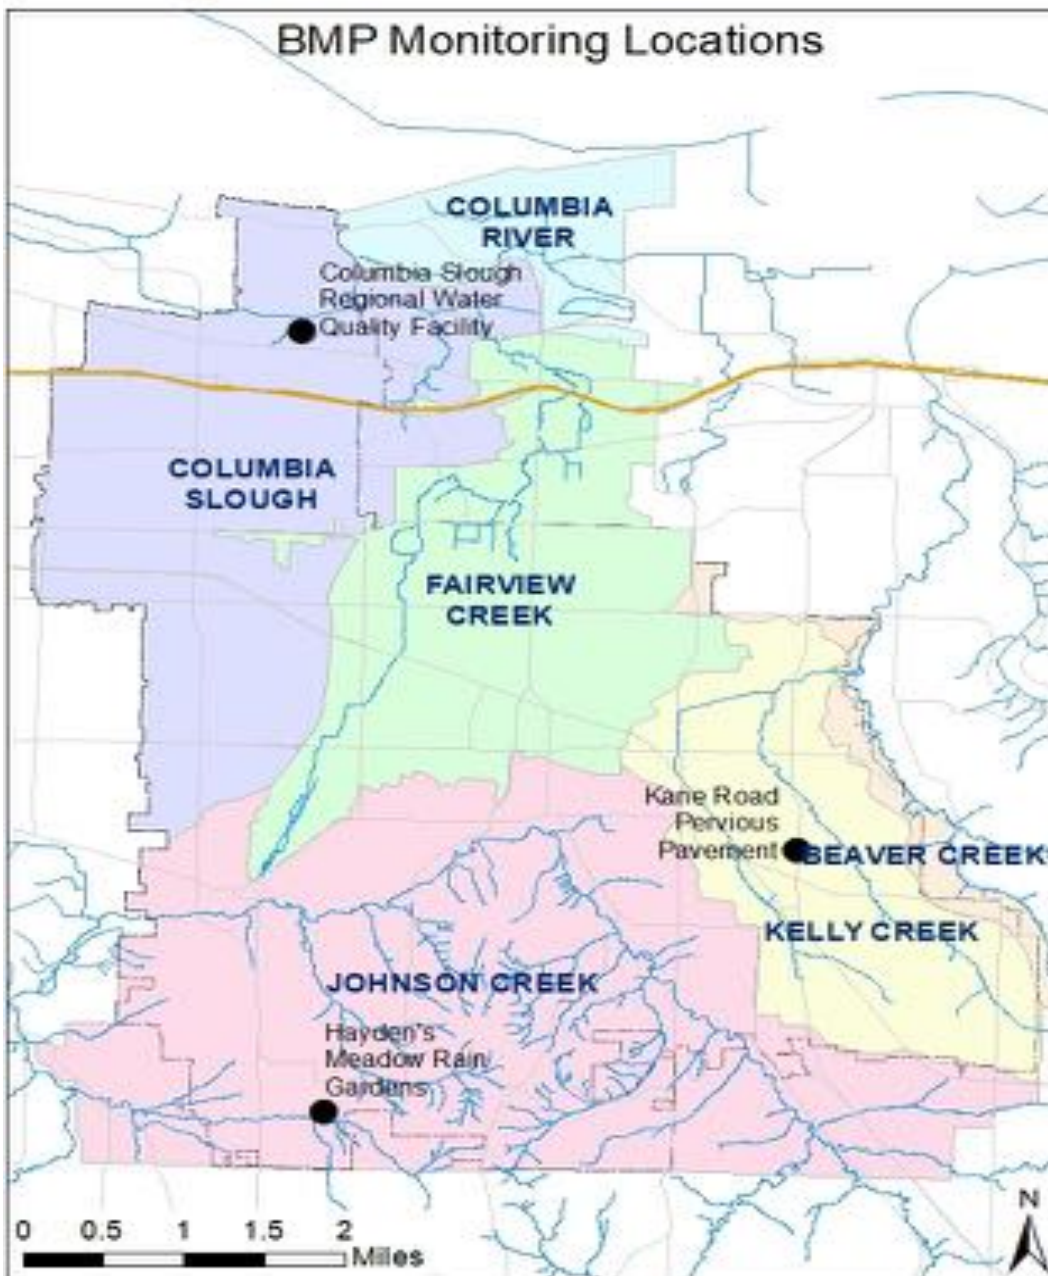 BMP Monitoring Locations
COLUMBIA
RIVER
Columbia Slough
Regional Water
Quality Facility
COLUMBIA
SLOUGH
FAIRVIEW
CREEK
Kane Road
Pervious
Pavement
BEAVER CREEK
KELLY CREEK
JOHNSON CREEK
Hayden's
Meadow Rain
Gardens
N
0 0.5 1 1.5 2
Miles